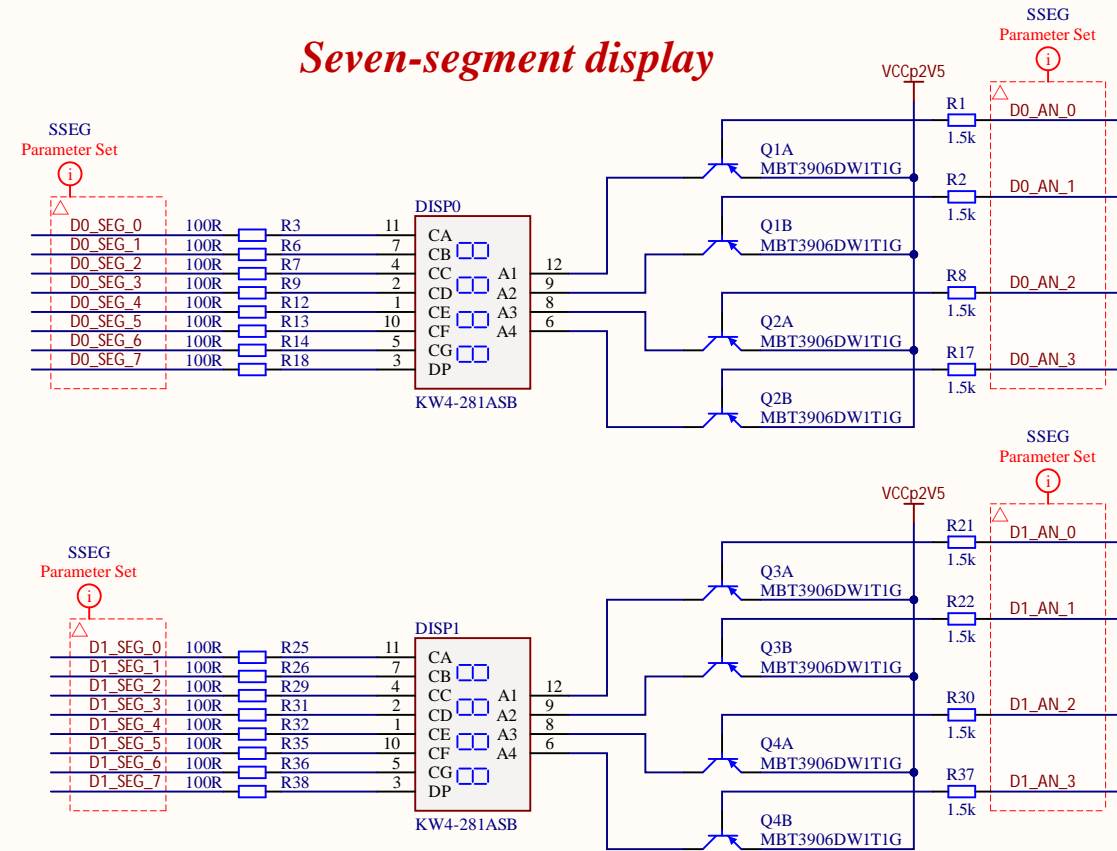 Seven-segment display
SSEG
Parameter Set
i
VCCp2V5
R1
1.5k
D0_AN_0
Q1A
MBT3906DW1T1G
R2
1.5k
D0_AN_1
Q1B
MBT3906DW1T1G
R8
1.5k
D0_AN_2
Q2A
MBT3906DW1T1G
R17
1.5k
D0_AN_3
Q2B
MBT3906DW1T1G
SSEG
Parameter Set
i
D0_SEG_0 100R R3 11 CA
D0_SEG_1 100R R6 7 CB
D0_SEG_2 100R R7 4 CC
D0_SEG_3 100R R9 2 CD
D0_SEG_4 100R R12 1 CE
D0_SEG_5 100R R13 10 CF
D0_SEG_6 100R R14 5 CG
D0_SEG_7 100R R18 3 DP
DISP0
A1 12
A2 9
A3 8
A4 6
KW4-281ASB
SSEG
Parameter Set
i
VCCp2V5
R21
1.5k
D1_AN_0
Q3A
MBT3906DW1T1G
R22
1.5k
D1_AN_1
Q3B
MBT3906DW1T1G
R30
1.5k
D1_AN_2
Q4A
MBT3906DW1T1G
R37
1.5k
D1_AN_3
Q4B
MBT3906DW1T1G
SSEG
Parameter Set
i
D1_SEG_0 100R R25 11 CA
D1_SEG_1 100R R26 7 CB
D1_SEG_2 100R R29 4 CC
D1_SEG_3 100R R31 2 CD
D1_SEG_4 100R R32 1 CE
D1_SEG_5 100R R35 10 CF
D1_SEG_6 100R R36 5 CG
D1_SEG_7 100R R38 3 DP
DISP1
A1 12
A2 9
A3 8
A4 6
KW4-281ASB